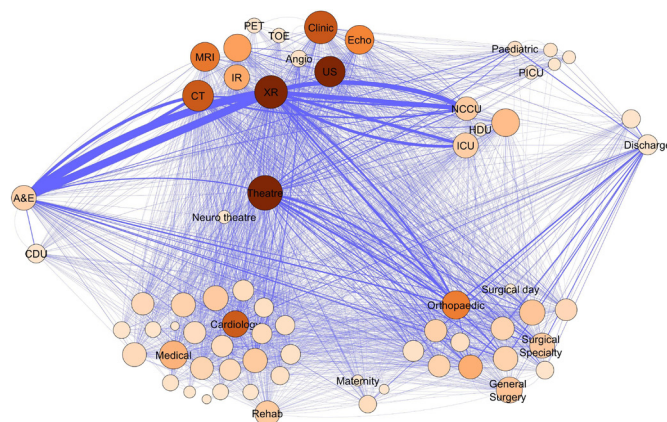 PET
TOE
Clinic
Echo
MRI
Angio
IR
US
CT
XR
Paediatric
PICU
NCCU
HDU
ICU
Discharge
A&E
Theatre
Neuro theatre
CDU
Cardiology
Medical
Rehab
Maternity
Orthopaedic
Surgical day
Surgical
Specialty
General
Surgery